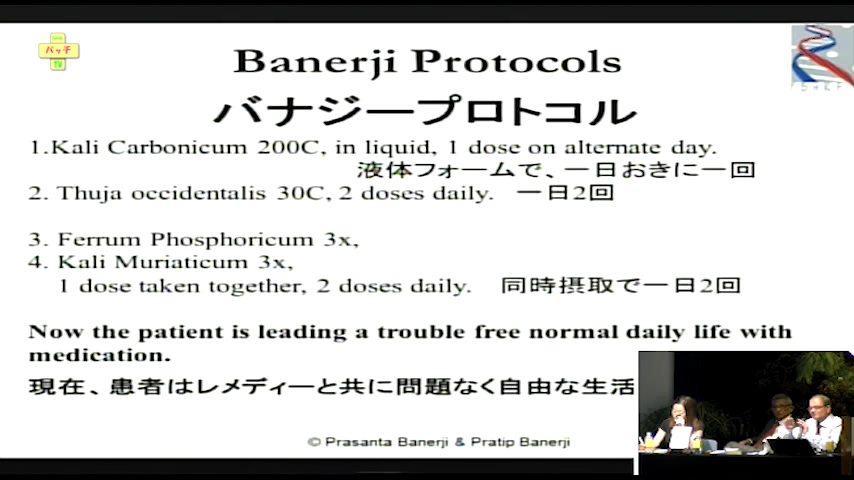 パッチ
TV
Banerji Protocols
バナジープロトコル
1.Kali Carbonicum 200C, in liquid, 1 dose on alternate day.
液体フォームで、一日おきに一回
2. Thuja occidentalis 30C, 2 doses daily. 一日2回
3. Ferrum Phosphoricum 3x,
4. Kali Muriaticum 3x,
1 dose taken together, 2 doses daily. 同時摂取で一日2回
Now the patient is leading a trouble free normal daily life with
medication.
現在、患者はレメディーと共に問題なく自由な生活
© Prasanta Banerji & Pratip Banerji